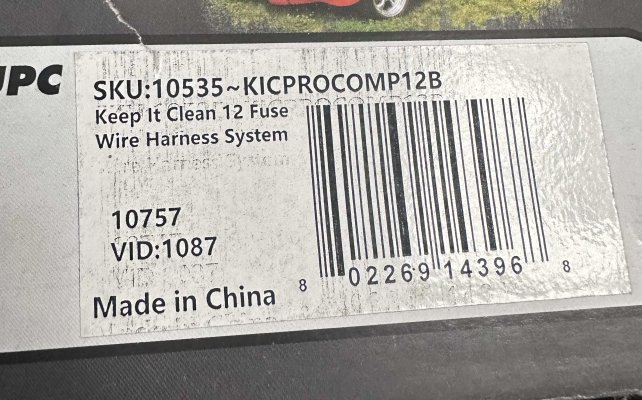 UPC
SKU:10535~KICPROCOMP12B
Keep It Clean 12 Fuse
Wire Harness System
10757
VID:1087
Made in China
8 02269 14396 8